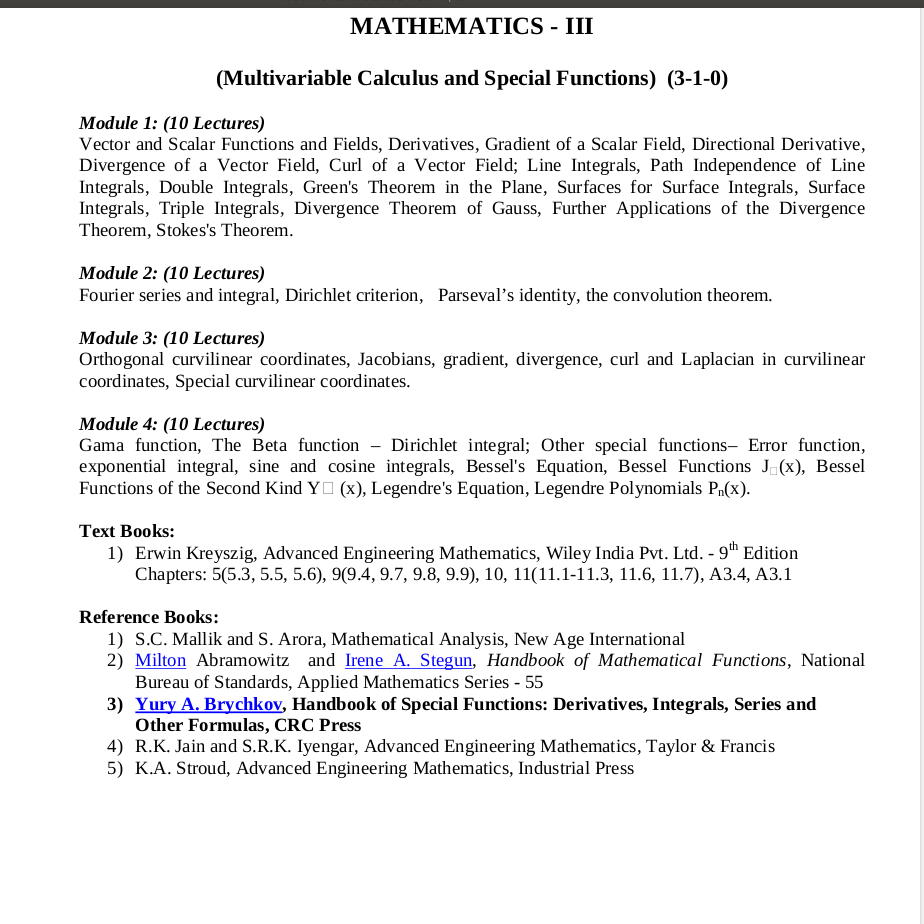 MATHEMATICS - III
(Multivariable Calculus and Special Functions) (3-1-0)
Module 1: (10 Lectures)
Vector and Scalar Functions and Fields, Derivatives, Gradient of a Scalar Field, Directional Derivative,
Divergence of a Vector Field, Curl of a Vector Field; Line Integrals, Path Independence of Line
Integrals, Double Integrals, Green's Theorem in the Plane, Surfaces for Surface Integrals, Surface
Integrals, Triple Integrals, Divergence Theorem of Gauss, Further Applications of the Divergence
Theorem, Stokes's Theorem.
Module 2: (10 Lectures)
Fourier series and integral, Dirichlet criterion, Parseval’s identity, the convolution theorem.
Module 3: (10 Lectures)
Orthogonal curvilinear coordinates, Jacobians, gradient, divergence, curl and Laplacian in curvilinear
coordinates, Special curvilinear coordinates.
Module 4: (10 Lectures)
Gama function, The Beta function – Dirichlet integral; Other special functions– Error function,
exponential integral, sine and cosine integrals, Bessel's Equation, Bessel Functions J□(x), Bessel
Functions of the Second Kind Y□ (x), Legendre's Equation, Legendre Polynomials Pn(x).
Text Books:
1) Erwin Kreyszig, Advanced Engineering Mathematics, Wiley India Pvt. Ltd. - 9th Edition
Chapters: 5(5.3, 5.5, 5.6), 9(9.4, 9.7, 9.8, 9.9), 10, 11(11.1-11.3, 11.6, 11.7), A3.4, A3.1
Reference Books:
1) S.C. Mallik and S. Arora, Mathematical Analysis, New Age International
2) Milton Abramowitz and Irene A. Stegun, Handbook of Mathematical Functions, National
Bureau of Standards, Applied Mathematics Series - 55
3) Yury A. Brychkov, Handbook of Special Functions: Derivatives, Integrals, Series and
Other Formulas, CRC Press
4) R.K. Jain and S.R.K. Iyengar, Advanced Engineering Mathematics, Taylor & Francis
5) K.A. Stroud, Advanced Engineering Mathematics, Industrial Press